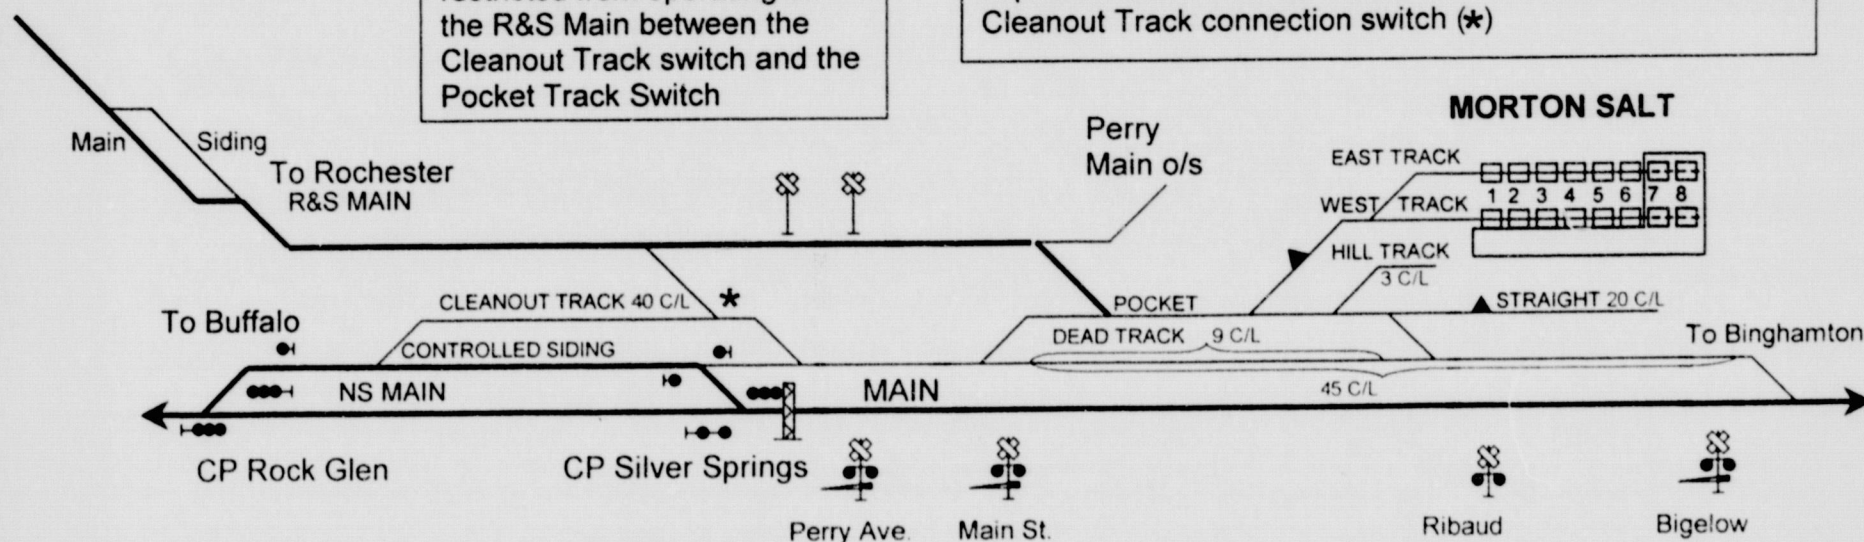 the R&S Main between the
Cleanout Track switch and the
Pocket Track Switch
Cleanout Track connection switch (*)
MORTON SALT
Main
Siding
To Rochester
R&S MAIN
Perry
Main o/s
EAST TRACK
1 2 3 4 5 6 7 8
WEST TRACK
HILL TRACK
3 C/L
CLEANOUT TRACK 40 C/L *
POCKET
STRAIGHT 20 C/L
To Buffalo
CONTROLLED SIDING
DEAD TRACK 9 C/L
To Binghamton
NS MAIN
MAIN
45 C/L
CP Rock Glen
CP Silver Springs
Perry Ave.
Main St.
Ribaud
Bigelow